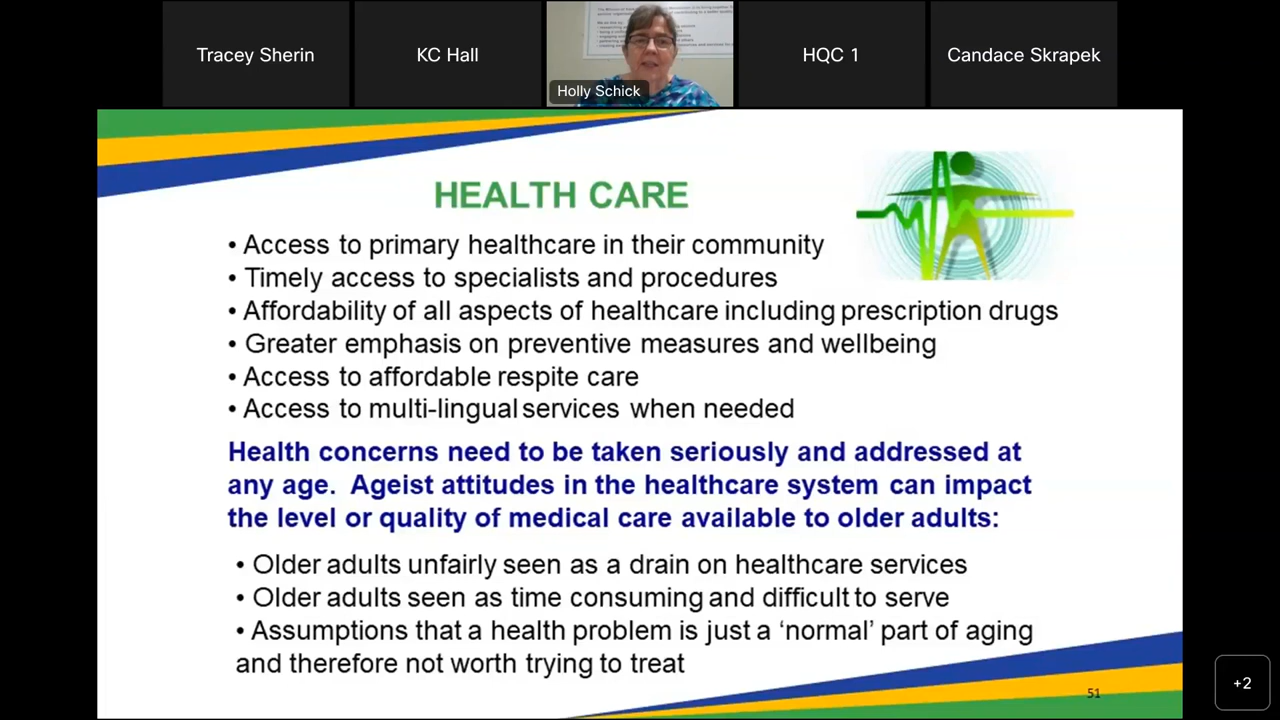 Tracey Sherin
KC Hall
Holly Schick
HQC 1
Candace Skrapek
HEALTH CARE
• Access to primary healthcare in their community
• Timely access to specialists and procedures
• Affordability of all aspects of healthcare including prescription drugs
• Greater emphasis on preventive measures and wellbeing
• Access to affordable respite care
• Access to multi-lingual services when needed
Health concerns need to be taken seriously and addressed at
any age. Ageist attitudes in the healthcare system can impact
the level or quality of medical care available to older adults:
• Older adults unfairly seen as a drain on healthcare services
• Older adults seen as time consuming and difficult to serve
• Assumptions that a health problem is just a ‘normal’ part of aging
and therefore not worth trying to treat
51
+2